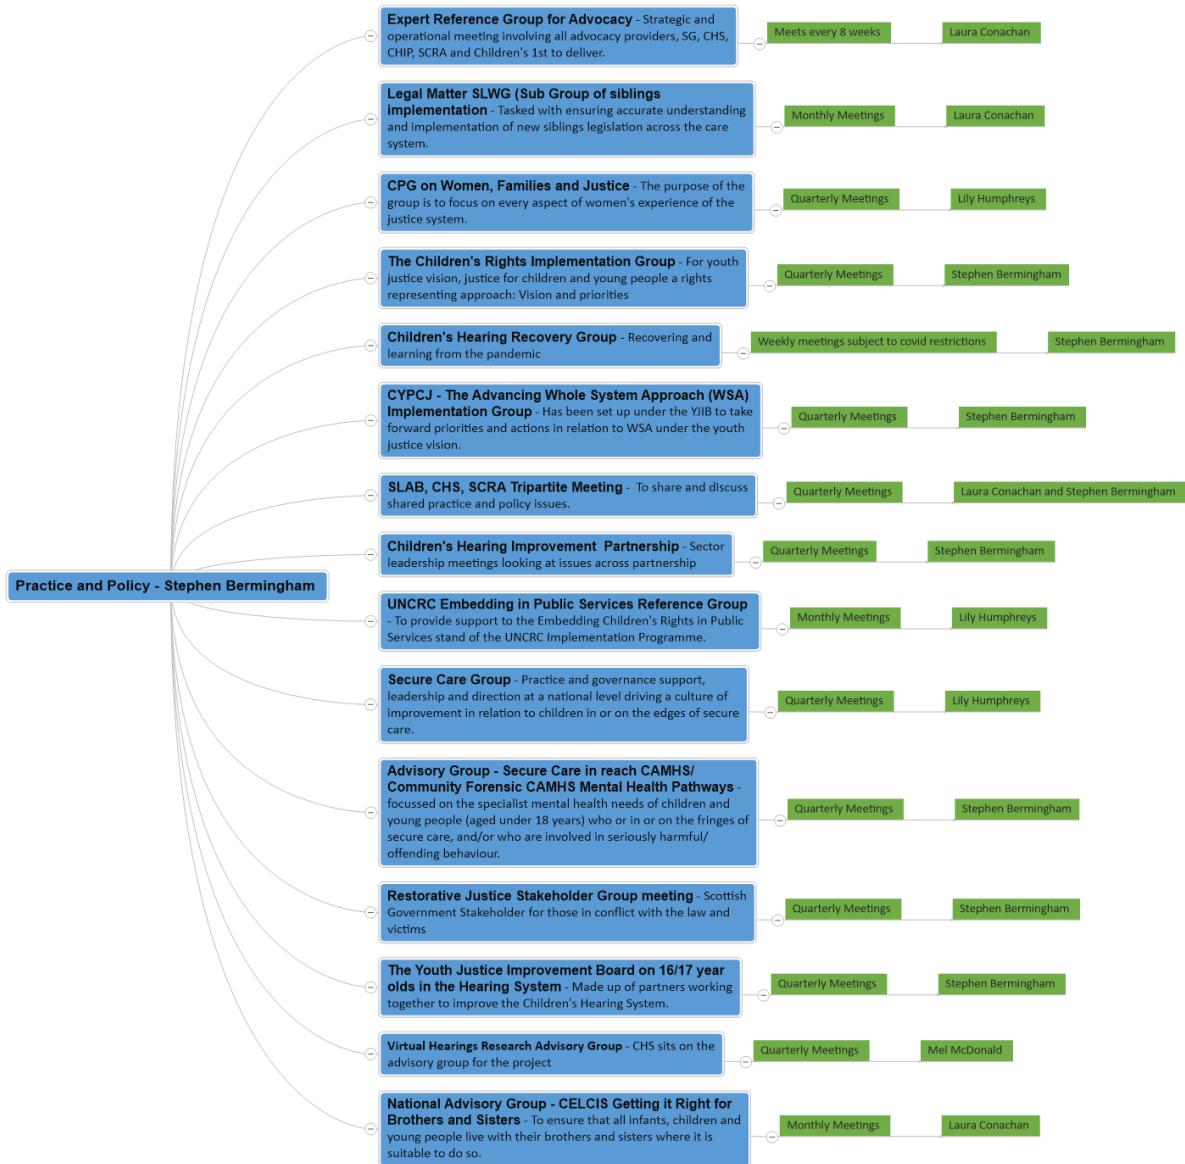 Expert Reference Group for Advocacy - Strategic and
operational meeting involving all advocacy providers, SG, CHS,
CHIP, SCRA and Children's 1st to deliver.
Meets every 8 weeks
Laura Conachan
Legal Matter SLWG (Sub Group of siblings
implementation - Tasked with ensuring accurate understanding
and implementation of new siblings legislation across the care
system.
Monthly Meetings
Laura Conachan
CPG on Women, Families and Justice - The purpose of the
group is to focus on every aspect of women's experience of the
justice system.
Quarterly Meetings
Lily Humphreys
The Children's Rights Implementation Group - For youth
justice vision, justice for children and young people a rights
representing approach: Vision and priorities
Quarterly Meetings
Stephen Bermingham
Children's Hearing Recovery Group - Recovering and
learning from the pandemic
Weekly meetings subject to covid restrictions
Stephen Bermingham
CYPCJ - The Advancing Whole System Approach (WSA)
Implementation Group - Has been set up under the YJIB to take
forward priorities and actions in relation to WSA under the youth
justice vision.
Quarterly Meetings
Stephen Bermingham
SLAB, CHS, SCRA Tripartite Meeting - To share and discuss
shared practice and policy issues.
Quarterly Meetings
Laura Conachan and Stephen Bermingham
Children's Hearing Improvement Partnership - Sector
leadership meetings looking at issues across partnership
Quarterly Meetings
Stephen Bermingham
Practice and Policy - Stephen Bermingham
UNCRC Embedding in Public Services Reference Group
- To provide support to the Embedding Children's Rights in Public
Services stand of the UNCRC Implementation Programme.
Monthly Meetings
Lily Humphreys
Secure Care Group - Practice and governance support,
leadership and direction at a national level driving a culture of
improvement in relation to children in or on the edges of secure
care.
Quarterly Meetings
Lily Humphreys
Advisory Group - Secure Care in reach CAMHS/
Community Forensic CAMHS Mental Health Pathways -
focussed on the specialist mental health needs of children and
young people (aged under 18 years) who or in or on the fringes of
secure care, and/or who are involved in seriously harmful/
offending behaviour.
Quarterly Meetings
Stephen Bermingham
Restorative Justice Stakeholder Group meeting - Scottish
Government Stakeholder for those in conflict with the law and
victims
Quarterly Meetings
Stephen Bermingham
The Youth Justice Improvement Board on 16/17 year
olds in the Hearing System - Made up of partners working
together to improve the Children's Hearing System.
Quarterly Meetings
Stephen Bermingham
Virtual Hearings Research Advisory Group - CHS sits on the
advisory group for the project
Quarterly Meetings
Mel McDonald
National Advisory Group - CELCIS Getting it Right for
Brothers and Sisters - To ensure that all infants, children and
young people live with their brothers and sisters where it is
suitable to do so.
Monthly Meetings
Laura Conachan